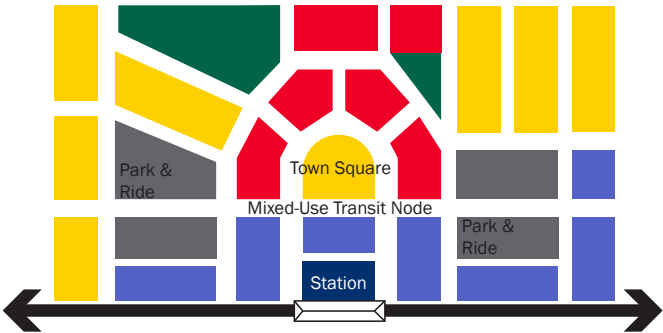 Park &
Ride
Town Square
Mixed-Use Transit Node
Park &
Ride
Station